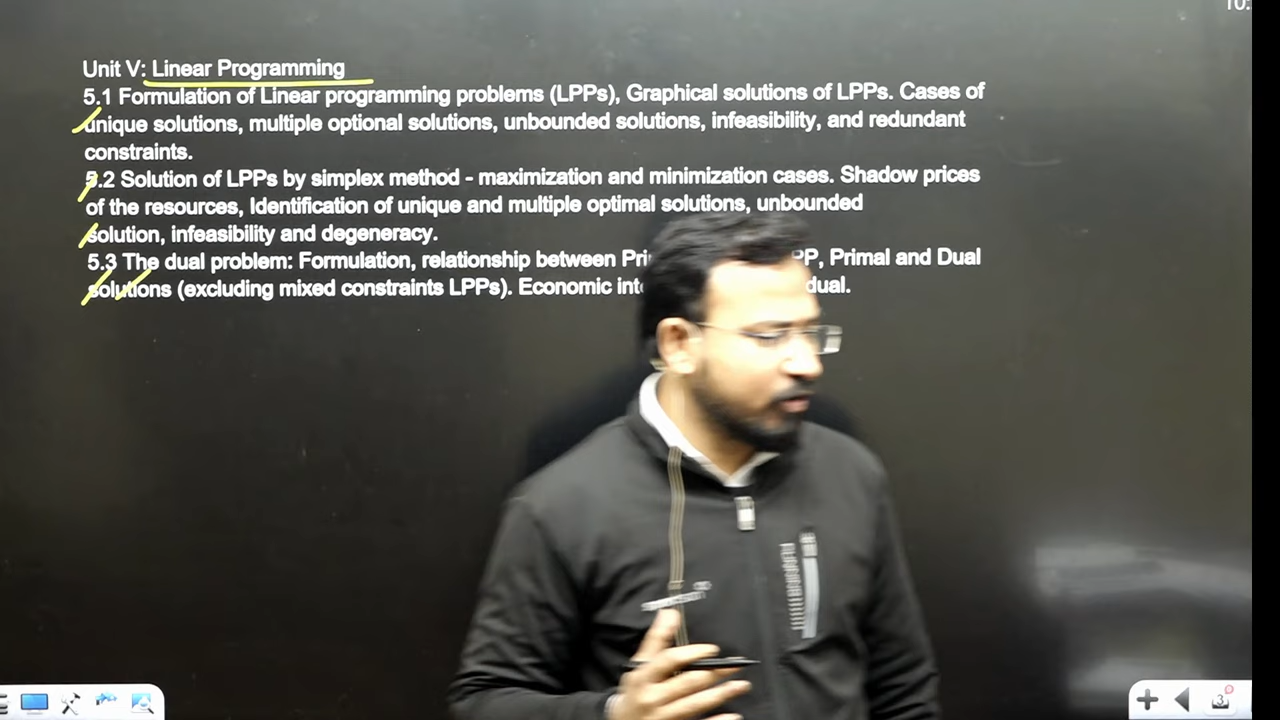 10:
Unit V: Linear Programming
5.1 Formulation of Linear programming problems (LPPs), Graphical solutions of LPPs. Cases of
unique solutions, multiple optional solutions, unbounded solutions, infeasibility, and redundant
constraints.
5.2 Solution of LPPs by simplex method - maximization and minimization cases. Shadow prices
of the resources, Identification of unique and multiple optimal solutions, unbounded
solution, infeasibility and degeneracy.
5.3 The dual problem: Formulation, relationship between Pri PP, Primal and Dual
solutions (excluding mixed constraints LPPs). Economic int dual.
3